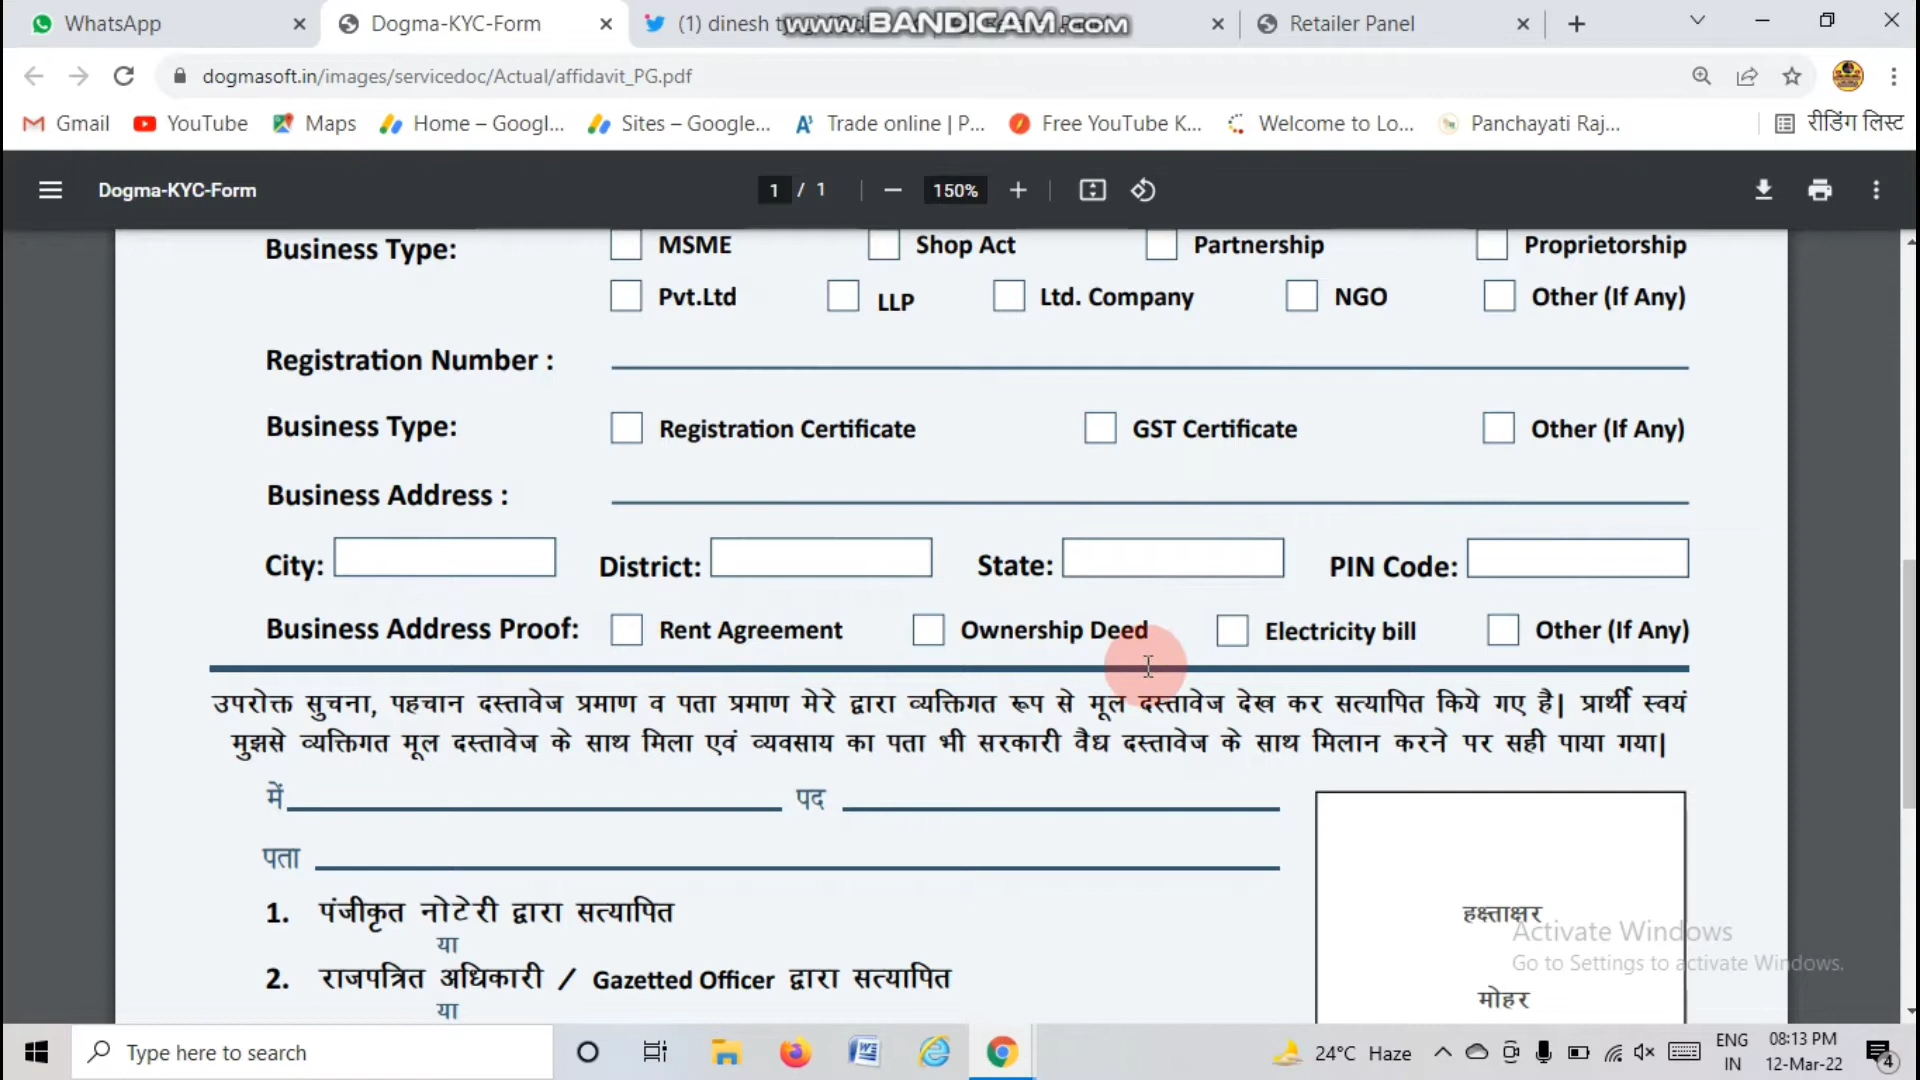 WhatsApp
Dogma-KYC-Form
(1) dinesh
www.BANDICAM.com
Retailer Panel
dogmasoft.in/images/servicedoc/Actual/affidavit_PG.pdf
Gmail YouTube Maps Home – Googl... Sites – Google... Trade online | P... Free YouTube K... Welcome to Lo... Panchayati Raj... रीडिंग लिस्ट
Dogma-KYC-Form 1 / 1 150%
Business Type: MSME Shop Act Partnership Proprietorship
Pvt.Ltd LLP Ltd. Company NGO Other (If Any)
Registration Number :
Business Type: Registration Certificate GST Certificate Other (If Any)
Business Address :
City: District: State: PIN Code:
Business Address Proof: Rent Agreement Ownership Deed Electricity bill Other (If Any)
उपरोक्त सुचना, पहचान दस्तावेज प्रमाण व पता प्रमाण मेरे द्वारा व्यक्तिगत रूप से मूल दस्तावेज देख कर सत्यापित किये गए है| प्रार्थी स्वयं
मुझसे व्यक्तिगत मूल दस्तावेज के साथ मिला एवं व्यवसाय का पता भी सरकारी वैध दस्तावेज के साथ मिलान करने पर सही पाया गया|
में पद
पता
1. पंजीकृत नोटेरी द्वारा सत्यापित
या
2. राजपत्रित अधिकारी / Gazetted Officer द्वारा सत्यापित
या
हक्ष्ताक्षर
मोहर
Activate Windows
Go to Settings to activate Windows.
Type here to search
24°C Haze
ENG
IN
08:13 PM
12-Mar-22
4